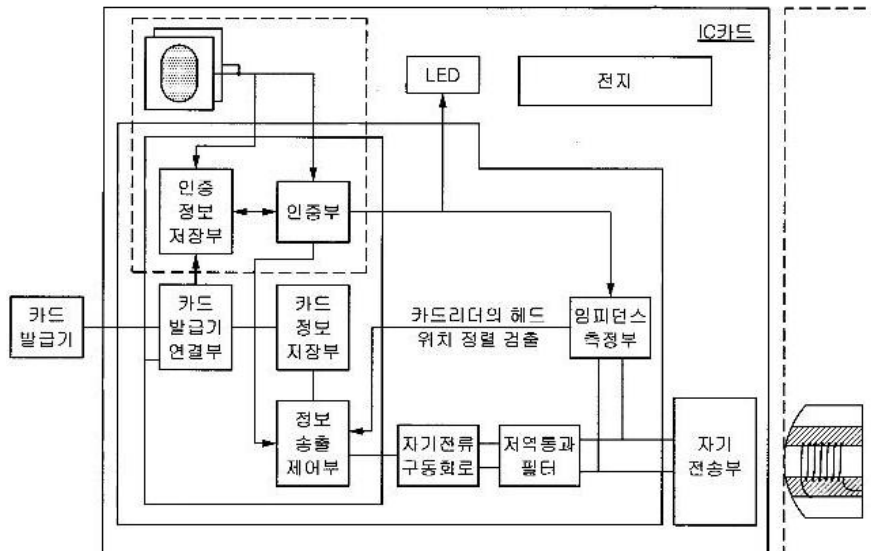 IC카드
LED
전지
인증
정보
저장부
인증부
카드
발급기
카드
발급기
연결부
카드
정보
저장부
카드리더의 헤드
위치 정렬 검출
임피던스
측정부
정보
송출
제어부
자기전류
구동회로
저역통과
필터
자기
전송부